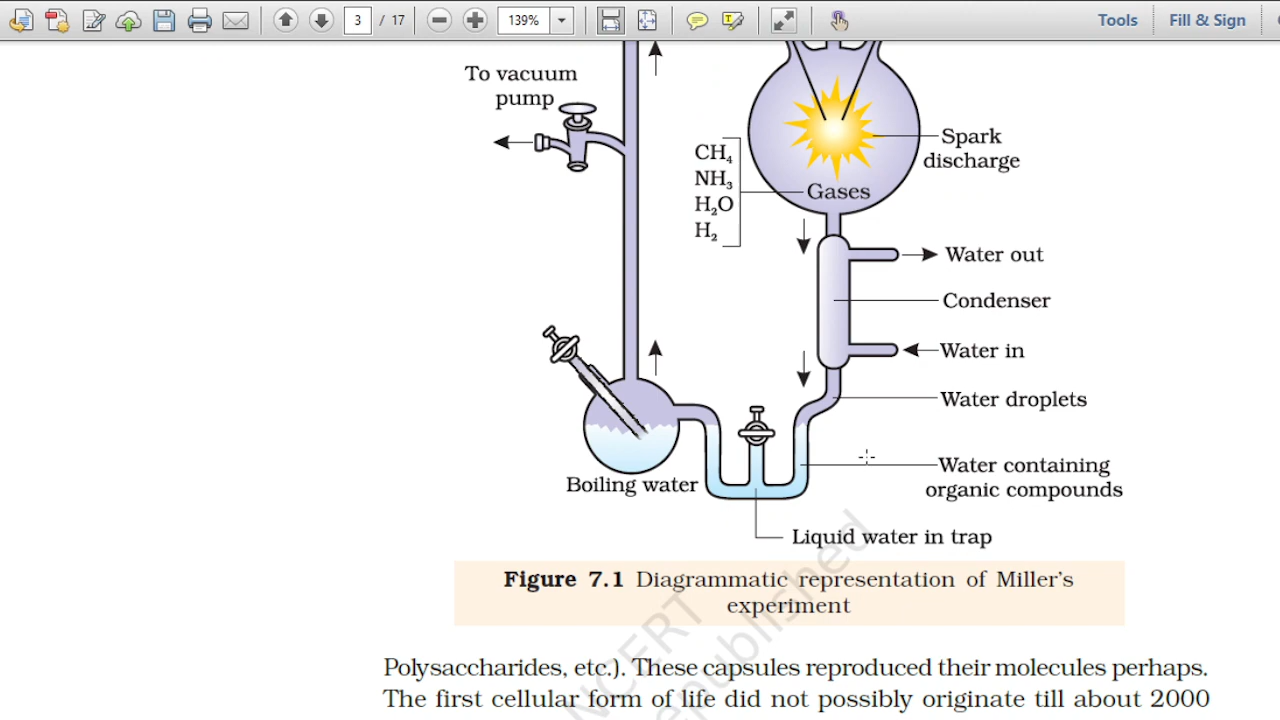 3 / 17
139%
Tools
Fill & Sign
To vacuum
pump
CH₄
NH₃
H₂O
H₂
Gases
Spark
discharge
Water out
Condenser
Water in
Water droplets
Water containing
organic compounds
Boiling water
Liquid water in trap
Figure 7.1 Diagrammatic representation of Miller's
experiment
Polysaccharides, etc.). These capsules reproduced their molecules perhaps.
The first cellular form of life did not possibly originate till about 2000
NCERT
republished